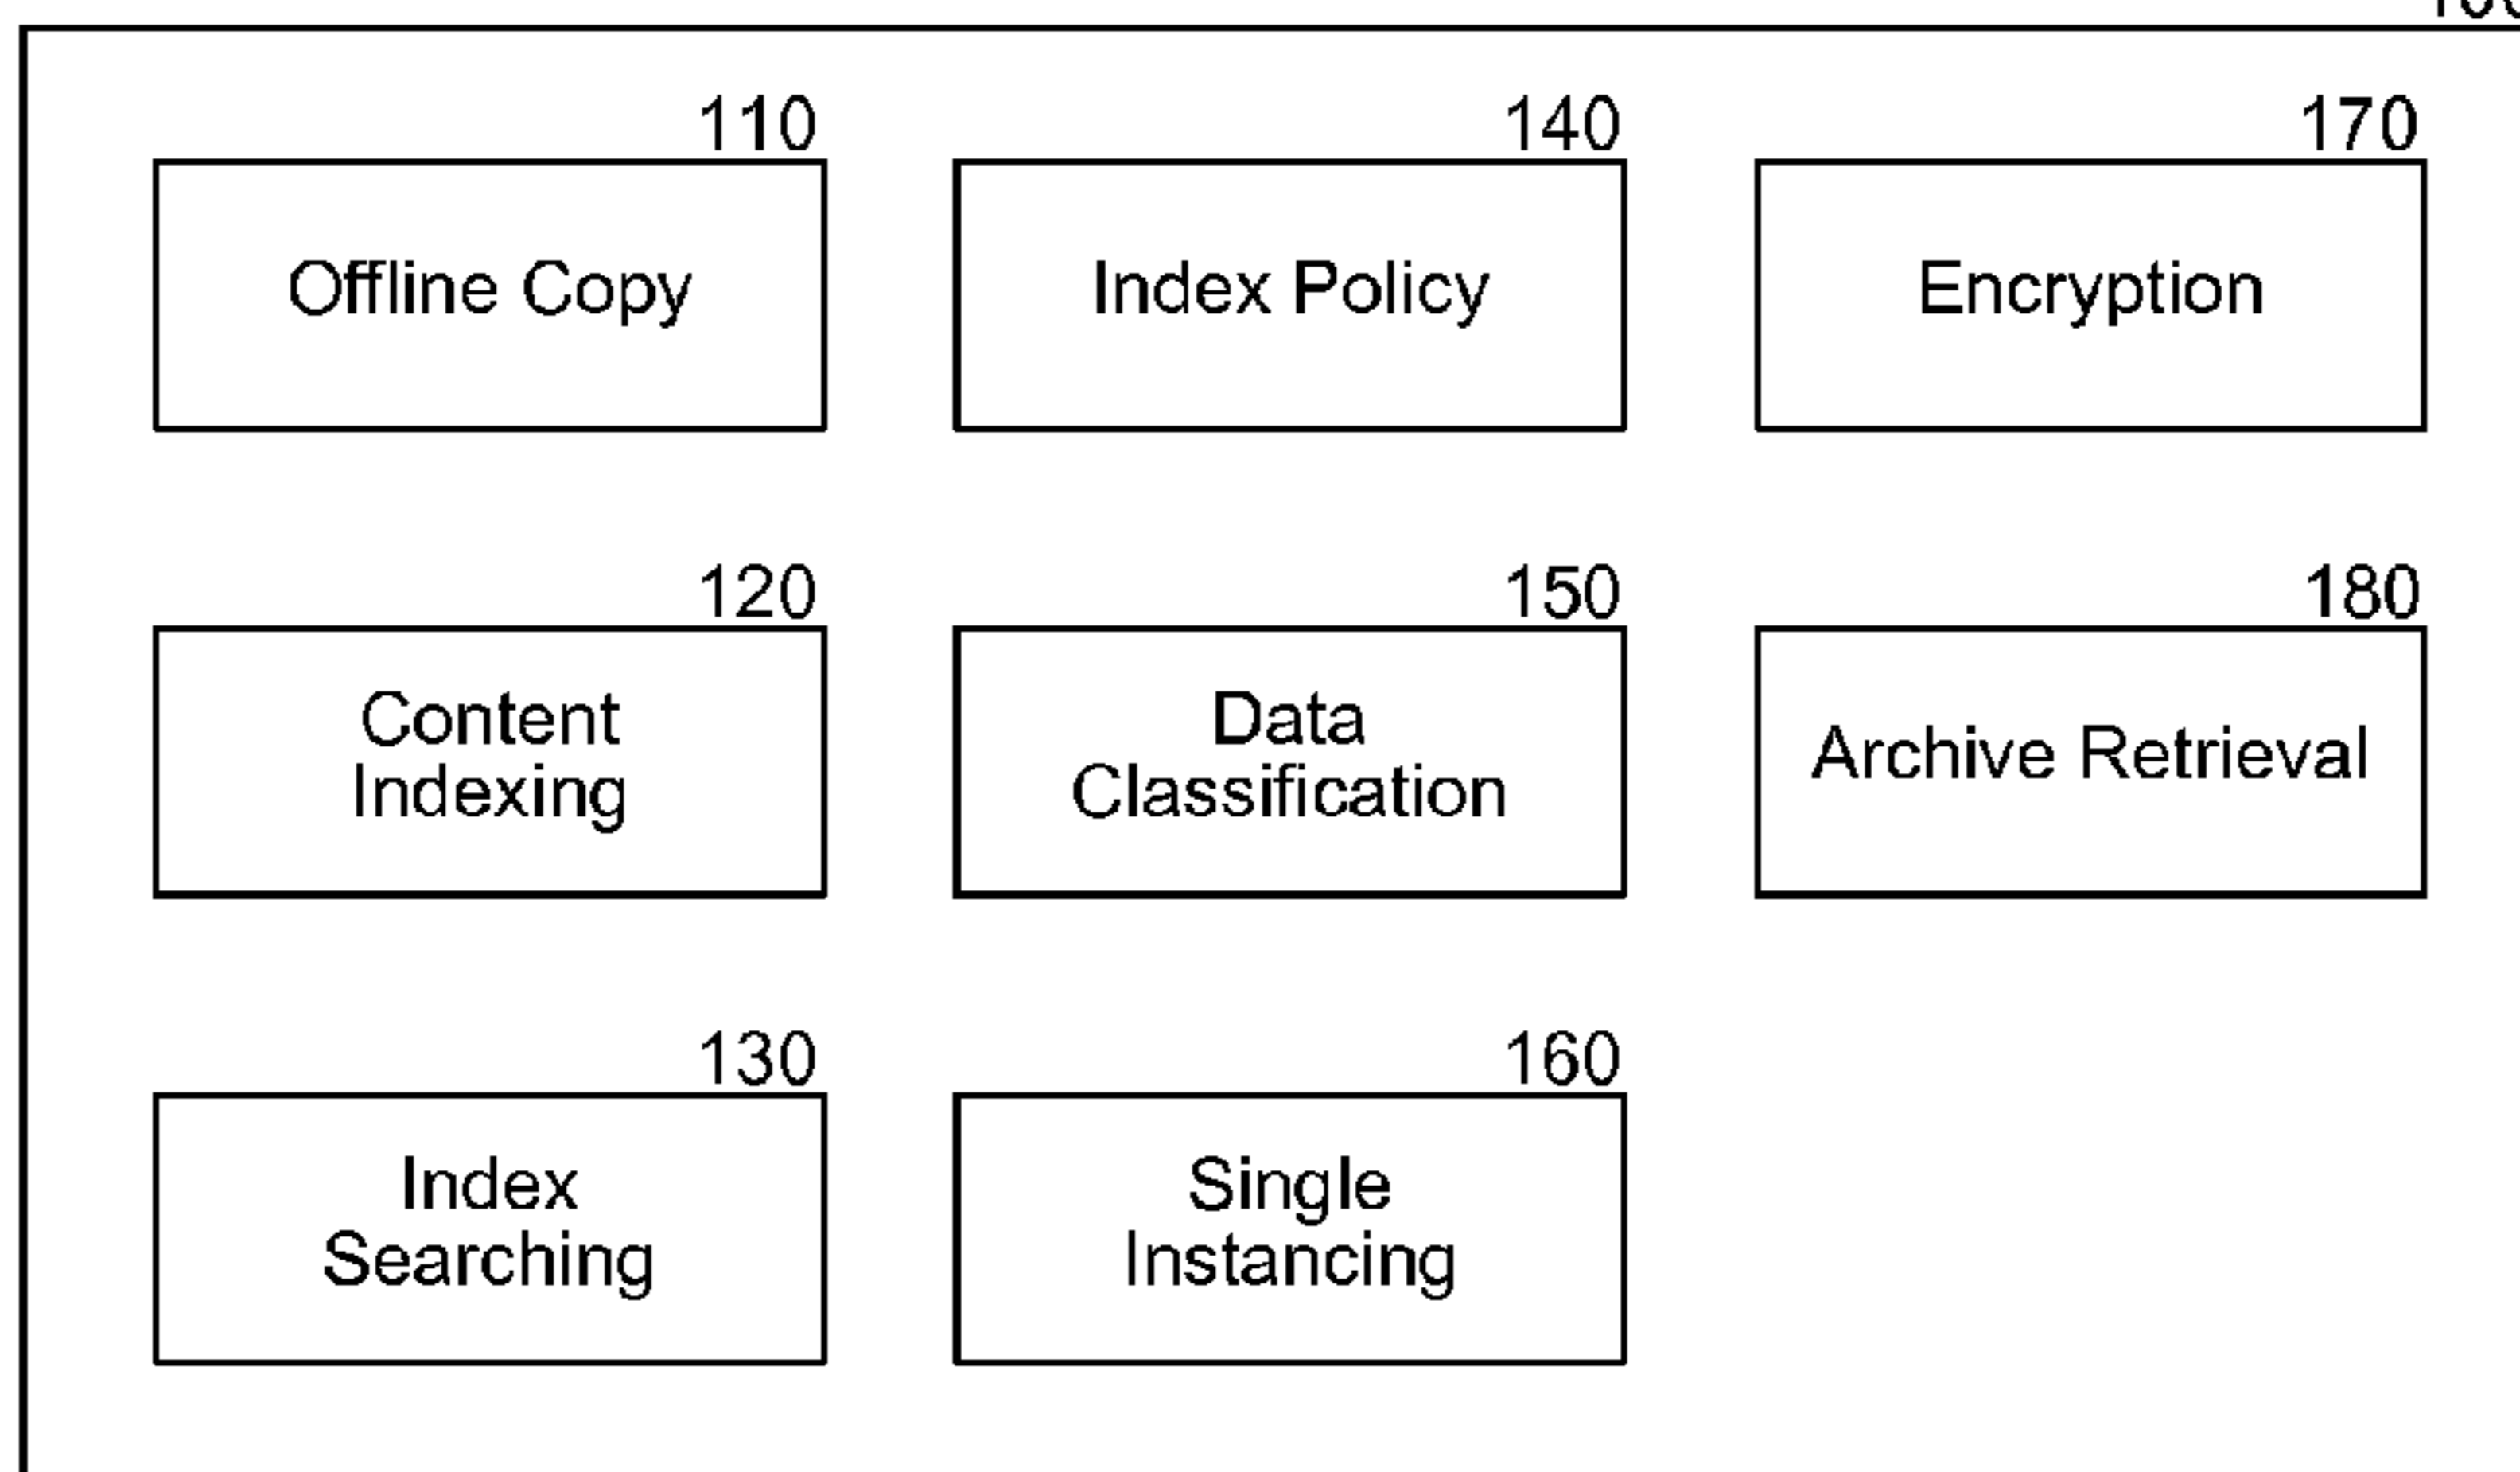 110
Offline Copy
140
Index Policy
170
Encryption
120
Content
Indexing
150
Data
Classification
180
Archive Retrieval
130
Index
Searching
160
Single
Instancing